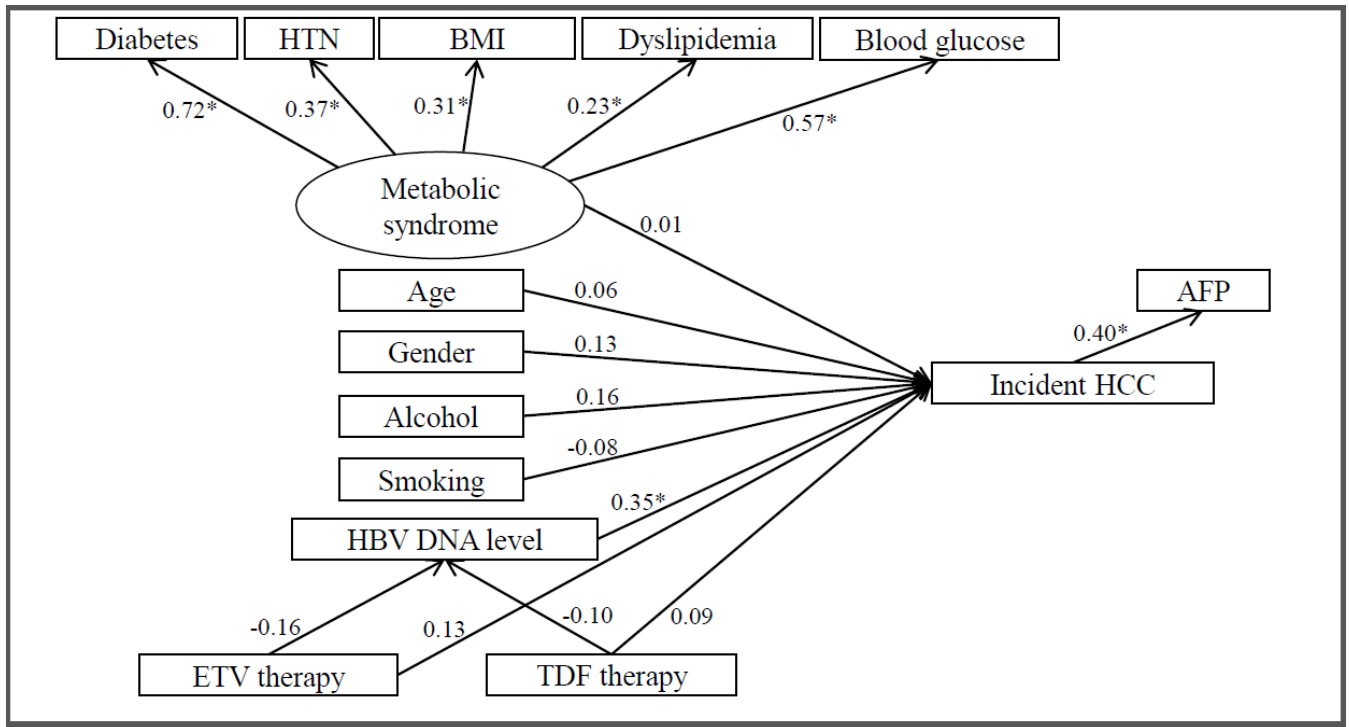 Diabetes HTN BMI Dyslipidemia Blood glucose
0.72* 0.37* 0.31* 0.23* 0.57*
Metabolic
syndrome
0.01
Age 0.06
AFP
0.40*
Gender 0.13
Incident HCC
Alcohol 0.16
-0.08
Smoking
0.35*
HBV DNA level
-0.16 0.13 -0.10 0.09
ETV therapy TDF therapy